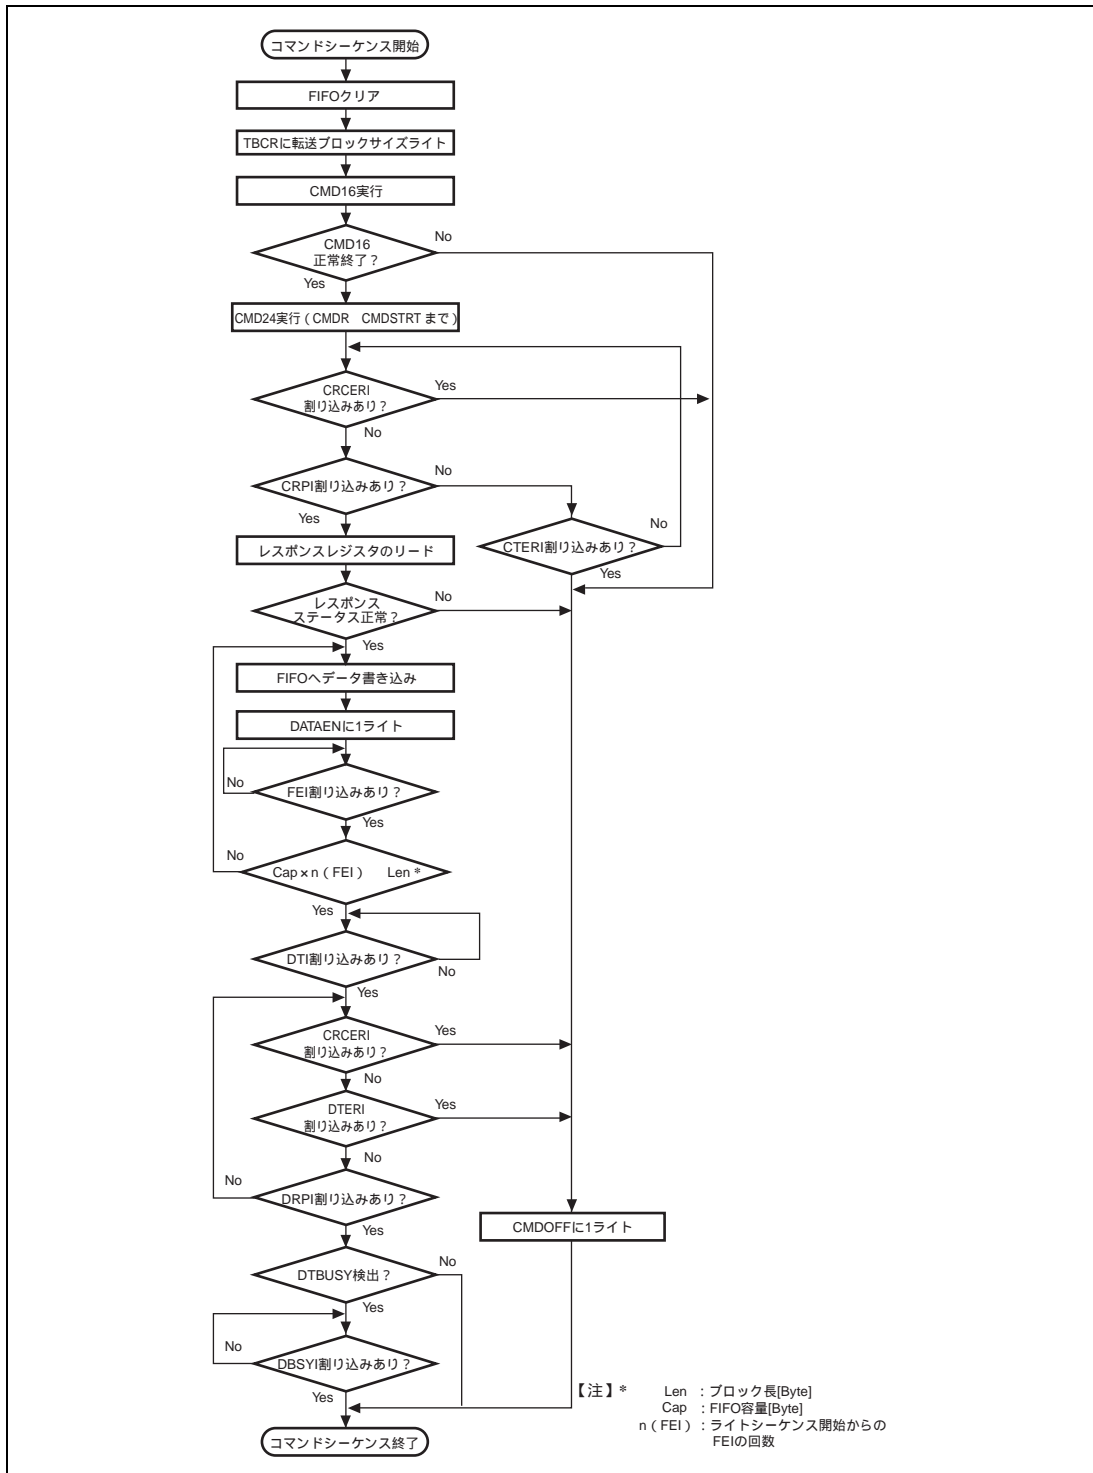 コマンドシーケンス開始
FIFOクリア
TBCRに転送ブロックサイズライト
CMD16実行
CMD16
正常終了？
No
Yes
CMD24実行（CMDR CMDSTRT まで）
CRCERI
割り込みあり？
Yes
No
CRPI割り込みあり？
No
Yes
CTERI割り込みあり？
No
Yes
レスポンスレジスタのリード
レスポンス
ステータス正常？
No
Yes
FIFOへデータ書き込み
DATAENに1ライト
FEI割り込みあり？
No
Yes
Cap×n（FEI） Len *
No
Yes
DTI割り込みあり？
No
Yes
CRCERI
割り込みあり？
Yes
No
DTERI
割り込みあり？
Yes
No
DRPI割り込みあり？
No
Yes
CMDOFFに1ライト
DTBUSY検出？
No
Yes
DBSYI割り込みあり？
No
Yes
コマンドシーケンス終了
【注】* Len ：ブロック長[Byte]
Cap ：FIFO容量[Byte]
n（FEI）：ライトシーケンス開始からの
FEIの回数